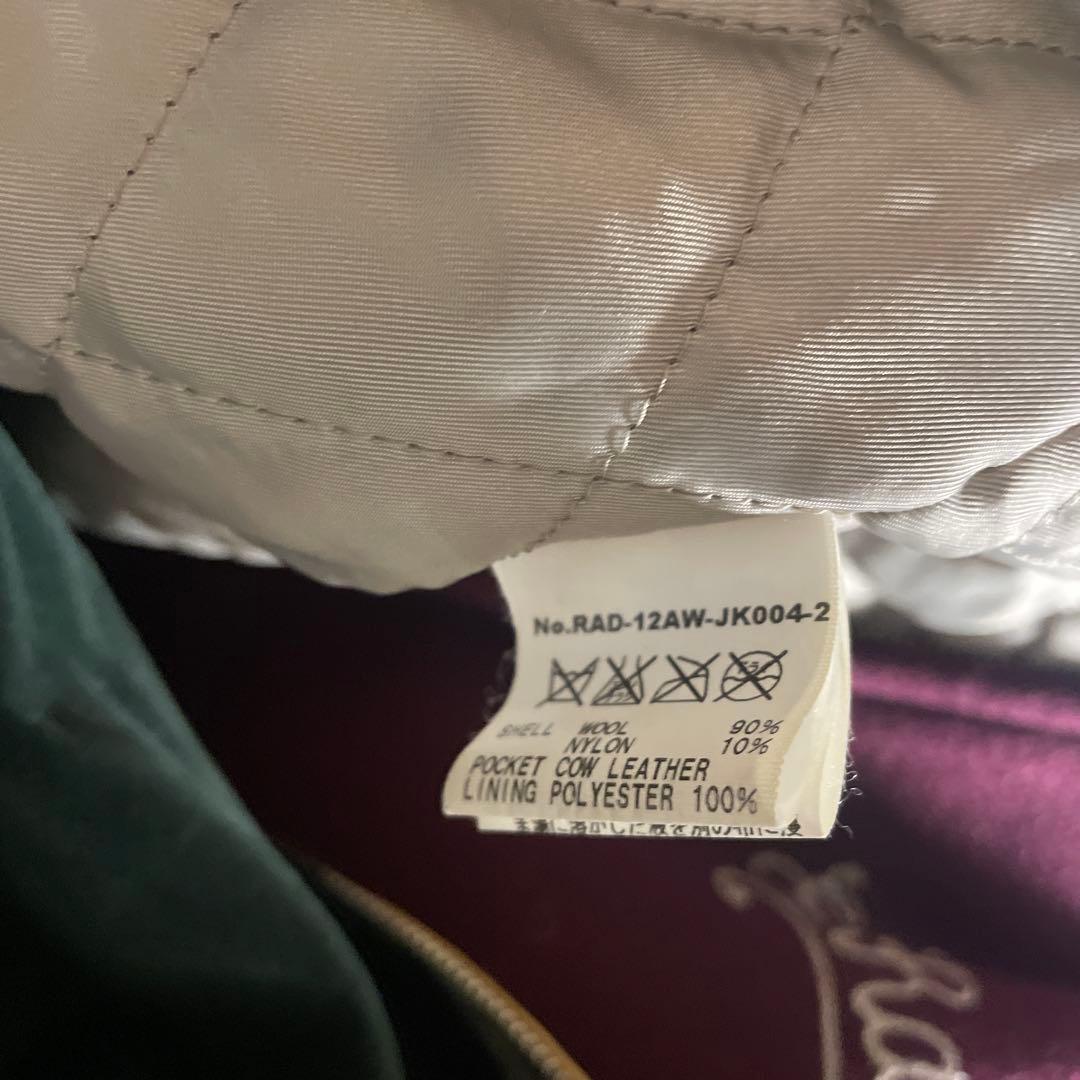 No.RAD-12AW-JK004-2
SHELL WOOL 90%
NYLON 10%
POCKET COW LEATHER
LINING POLYESTER 100%